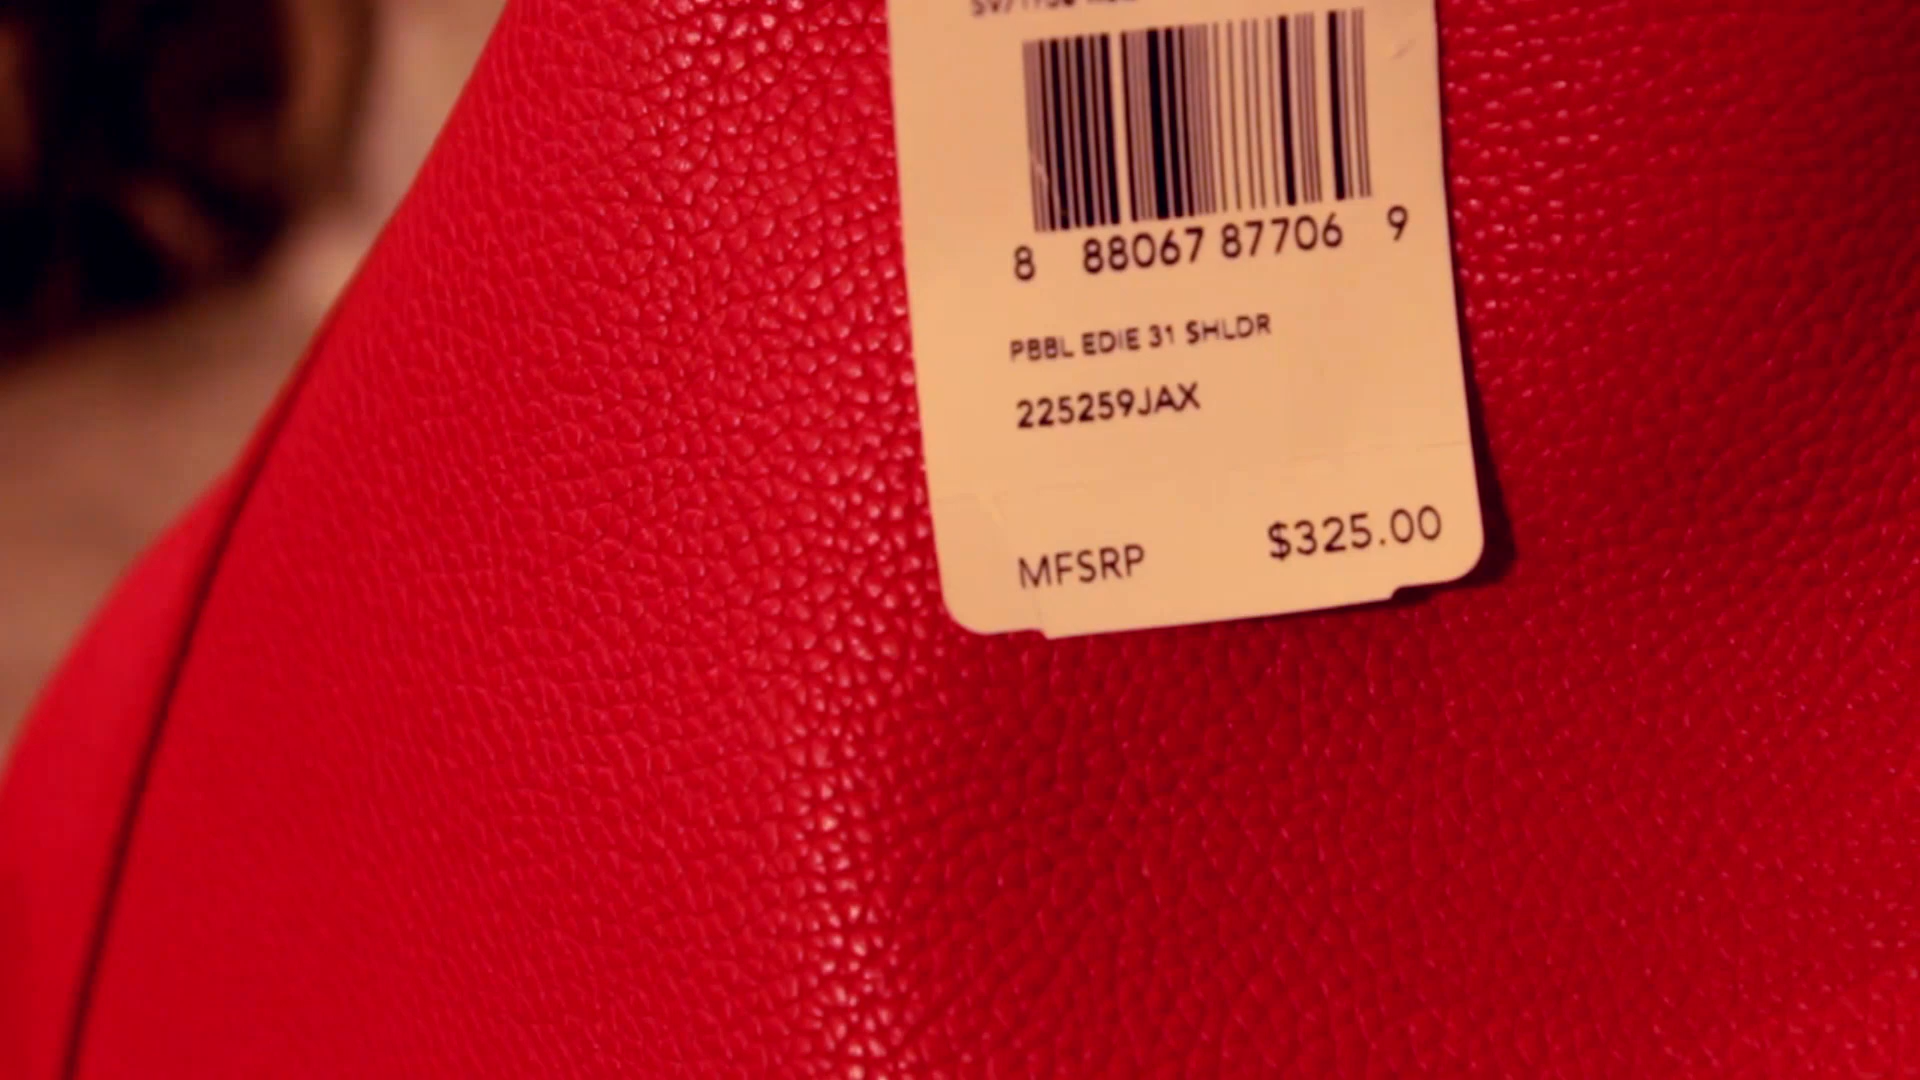 8 88067 87706 9
PBBL EDIE 31 SHLDR
225259JAX
MFSRP $325.00